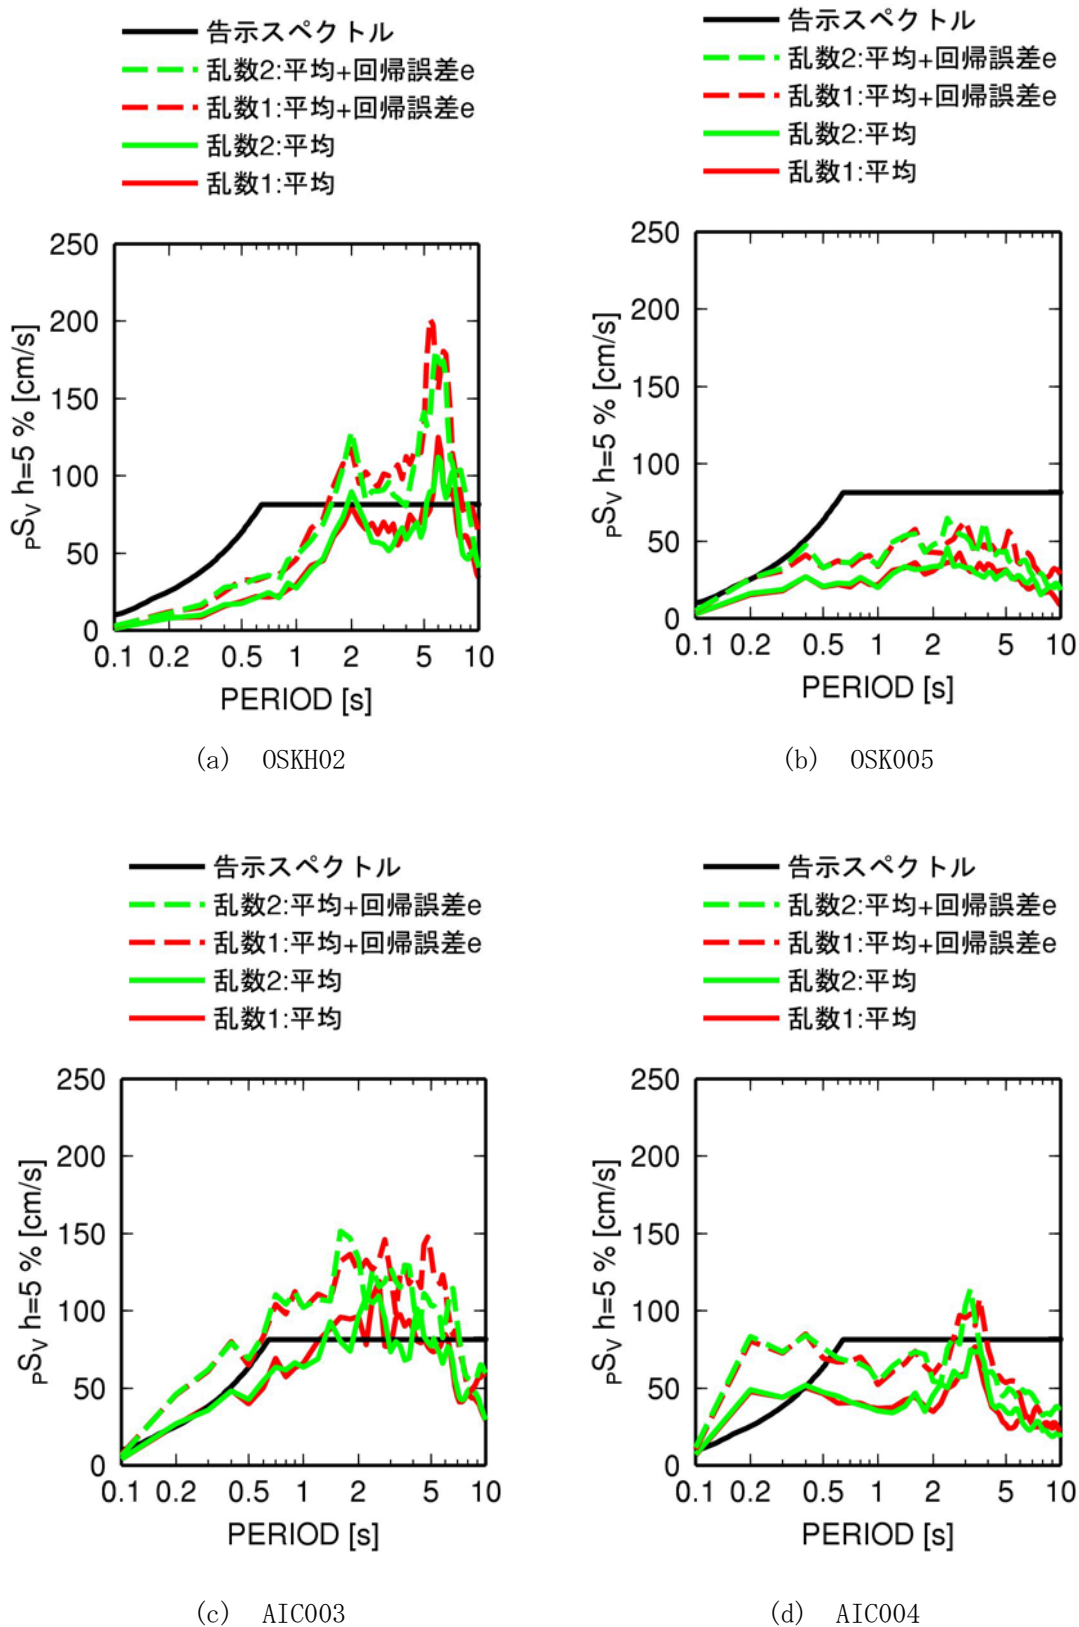 告示スペクトル
乱数2:平均+回帰誤差e
乱数1:平均+回帰誤差e
乱数2:平均
乱数1:平均
250
200
150
100
50
0
PSV h=5 % [cm/s]
0.1 0.2 0.5 1 2 5 10
PERIOD [s]
(a) OSKH02
告示スペクトル
乱数2:平均+回帰誤差e
乱数1:平均+回帰誤差e
乱数2:平均
乱数1:平均
250
200
150
100
50
0
PSV h=5 % [cm/s]
0.1 0.2 0.5 1 2 5 10
PERIOD [s]
(b) OSK005
告示スペクトル
乱数2:平均+回帰誤差e
乱数1:平均+回帰誤差e
乱数2:平均
乱数1:平均
250
200
150
100
50
0
PSV h=5 % [cm/s]
0.1 0.2 0.5 1 2 5 10
PERIOD [s]
(c) AIC003
告示スペクトル
乱数2:平均+回帰誤差e
乱数1:平均+回帰誤差e
乱数2:平均
乱数1:平均
250
200
150
100
50
0
PSV h=5 % [cm/s]
0.1 0.2 0.5 1 2 5 10
PERIOD [s]
(d) AIC004